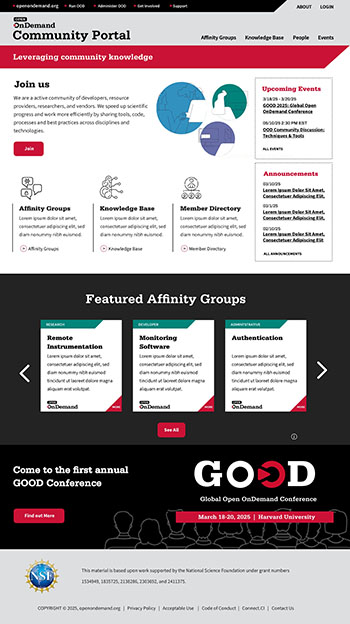 openondemand.org Run OOD Administer OOD Get Involved Support ABOUT LOGIN
OPEN
OnDemand
Community Portal
Affinity Groups Knowledge Base People Events
Leveraging community knowledge
Join us
We are a active community of developers, resource
providers, researchers, and vendors. We speed up scientific
progress and work more efficiently by sharing tools, code,
processes and best practices across disciplines and
technologies.
Join
Upcoming Events
3/18/25 - 3/20/25
GOOD 2025: Global Open
OnDemand Conference
06/10/25 2:30 PM EST
OOD Community Discussion:
Techniques & Tools
ALL EVENTS
Announcements
03/10/25
Lorem Ipsum Dolor Sit Amet,
Consectetuer Adipiscing Elit.
03/1/25
Lorem Ipsum Dolor Sit Amet,
Consectetuer Adipiscing Elit.
02/10/25
Lorem Ipsum Dolor Sit Amet,
Consectetuer Adipiscing Elit
ALL ANNOUNCEMENTS
Affinity Groups
Lorem ipsum dolor sit amet,
consectetuer adipiscing elit, sed
diam nonummy nibh euismod.
Affinity Groups
Knowledge Base
Lorem ipsum dolor sit amet,
consectetuer adipiscing elit, sed
diam nonummy nibh euismod.
Knowledge Base
Member Directory
Lorem ipsum dolor sit amet,
consectetuer adipiscing elit, sed
diam nonummy nibh euismod.
Member Directory
Featured Affinity Groups
RESEARCH
Remote
Instrumentation
Lorem ipsum dolor sit amet,
consectetuer adipiscing elit, sed
diam nonummy nibh euismod
tincidunt ut laoreet dolore magna
aliquam erat volutpat.
OPEN
OnDemand
MORE
DEVELOPER
Monitoring
Software
Lorem ipsum dolor sit amet,
consectetuer adipiscing elit, sed
diam nonummy nibh euismod
tincidunt ut laoreet dolore magna
aliquam erat volutpat.
OPEN
OnDemand
MORE
ADMINISTRATIVE
Authentication
Lorem ipsum dolor sit amet,
consectetuer adipiscing elit, sed
diam nonummy nibh euismod
tincidunt ut laoreet dolore magna
aliquam erat volutpat.
OPEN
OnDemand
MORE
See All
Come to the first annual
GOOD Conference
Find out More
GOOD
Global Open OnDemand Conference
March 18-20, 2025 | Harvard University
NSF
This material is based upon work supported by the National Science Foundation under grant numbers
1534949, 1835725, 2138286, 2303692, and 2411375.
COPYRIGHT © 2025, openondemand.org | Privacy Policy | Acceptable Use | Code of Conduct | Connect.CI | Contact Us